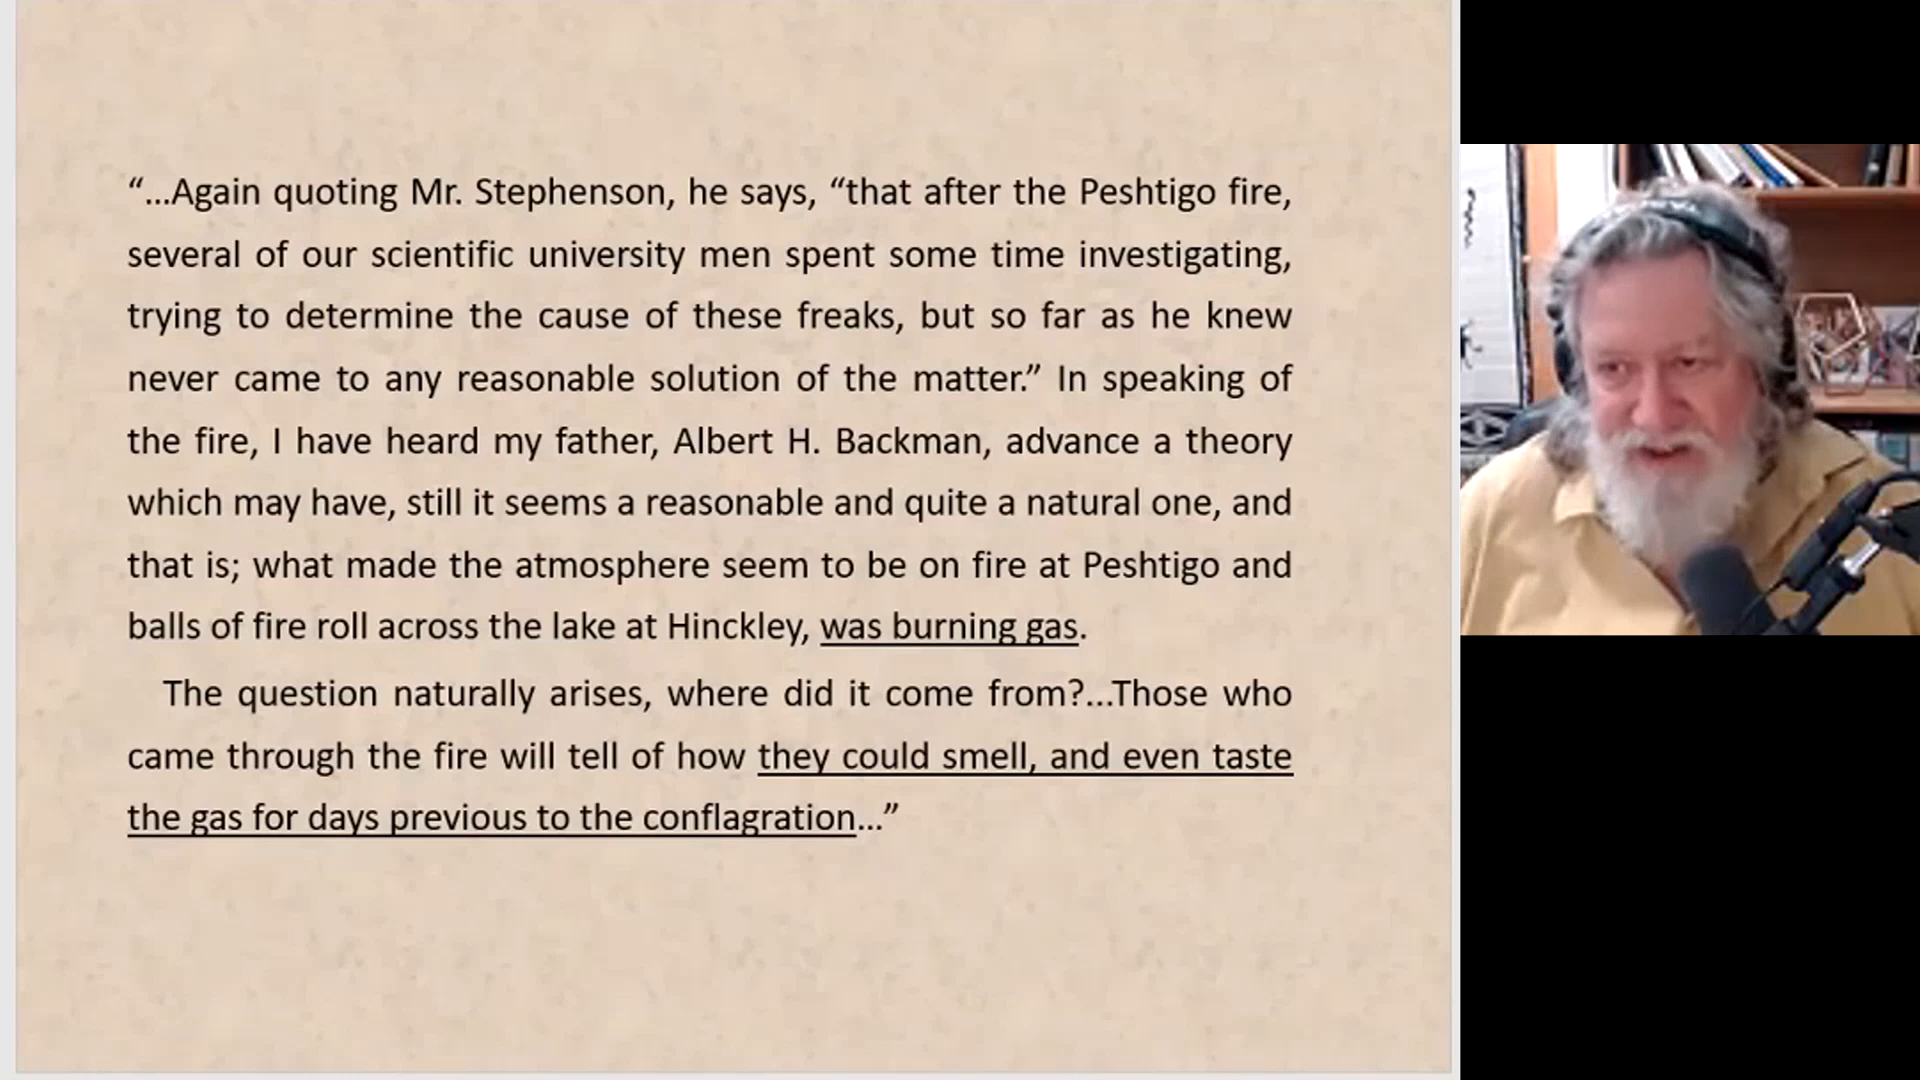 “...Again quoting Mr. Stephenson, he says, “that after the Peshtigo fire,
several of our scientific university men spent some time investigating,
trying to determine the cause of these freaks, but so far as he knew
never came to any reasonable solution of the matter.” In speaking of
the fire, I have heard my father, Albert H. Backman, advance a theory
which may have, still it seems a reasonable and quite a natural one, and
that is; what made the atmosphere seem to be on fire at Peshtigo and
balls of fire roll across the lake at Hinckley, was burning gas.
The question naturally arises, where did it come from?...Those who
came through the fire will tell of how they could smell, and even taste
the gas for days previous to the conflagration...”